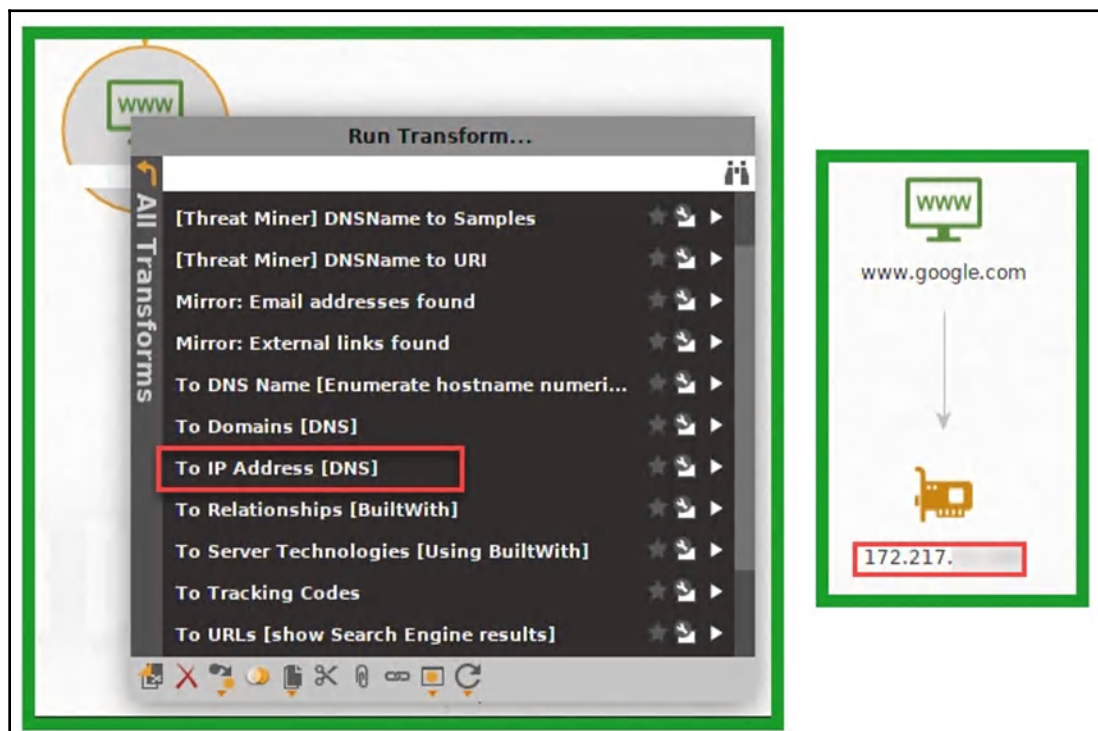 WWW
Run Transform...
All Transforms
[Threat Miner] DNSName to Samples
[Threat Miner] DNSName to URI
Mirror: Email addresses found
Mirror: External links found
To DNS Name [Enumerate hostname numeri...
To Domains [DNS]
To IP Address [DNS]
To Relationships [BuiltWith]
To Server Technologies [Using BuiltWith]
To Tracking Codes
To URLs [show Search Engine results]
WWW
www.google.com
172.217.